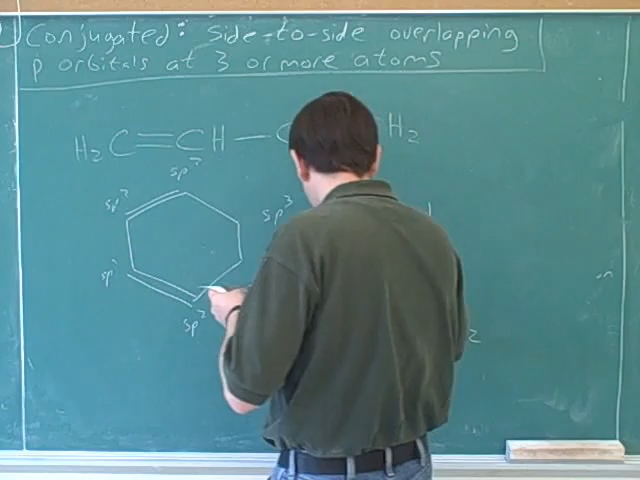 Conjugated: Side-to-side overlapping
p orbitals at 3 or more atoms
H₂C=CH—C H₂
sp²
sp² sp³
sp²
sp² 2